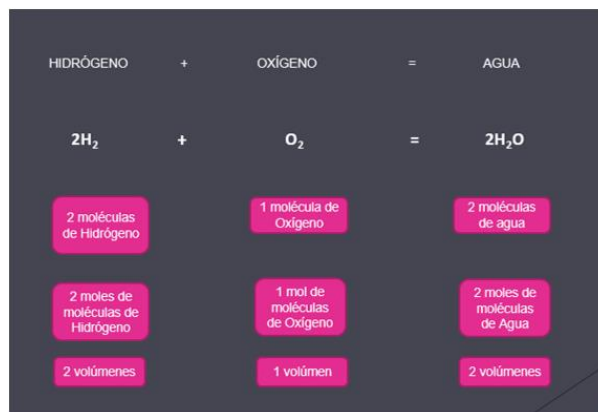 HIDRÓGENO + OXÍGENO = AGUA
2H₂ + O₂ = 2H₂O
2 moléculas
de Hidrógeno
1 molécula de
Oxígeno
2 moléculas
de agua
2 moles de
moléculas de
Hidrógeno
1 mol de
moléculas
de Oxígeno
2 moles de
moléculas
de Agua
2 volúmenes
1 volúmen
2 volúmenes